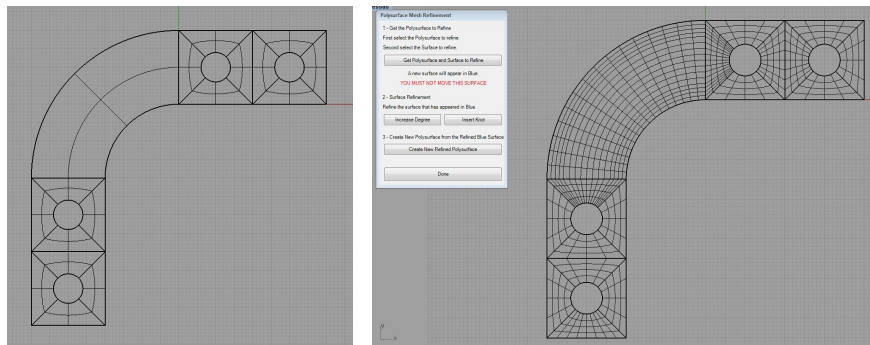 Polysurface Mesh Refinement
1 - Get the Polysurface to Refine
First select the Polysurface to refine.
Second select the Surface to refine.
Get Polysurface and Surface to Refine
A new surface will appear in Blue.
YOU MUST NOT MOVE THIS SURFACE
2 - Surface Refinement
Refine the surface that has appeared in Blue.
Increase Degree
Insert Knot
3 - Create New Polysurface from the Refined Blue Surface
Create New Refined Polysurface
Done
y
x